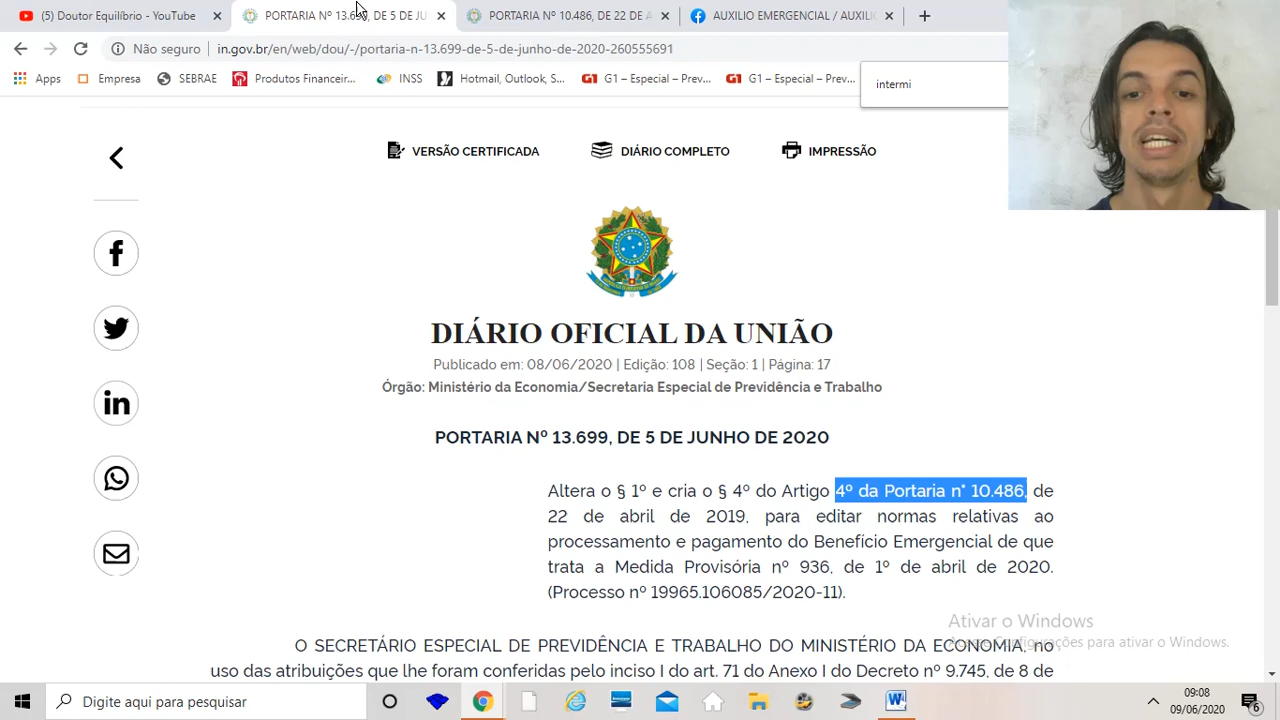 (5) Doutor Equilíbrio - YouTube
PORTARIA Nº 13.699, DE 5 DE JU
PORTARIA Nº 10.486, DE 22 DE A
AUXILIO EMERGENCIAL / AUXILI
Não seguro
in.gov.br/en/web/dou/-/portaria-n-13.699-de-5-de-junho-de-2020-260555691
Apps
Empresa
SEBRAE
Produtos Financeir...
INSS
Hotmail, Outlook, S...
G1 – Especial – Prev...
G1 – Especial – Prev...
intermi
VERSÃO CERTIFICADA
DIÁRIO COMPLETO
IMPRESSÃO
DIÁRIO OFICIAL DA UNIÃO
Publicado em: 08/06/2020 | Edição: 108 | Seção: 1 | Página: 17
Órgão: Ministério da Economia/Secretaria Especial de Previdência e Trabalho
PORTARIA Nº 13.699, DE 5 DE JUNHO DE 2020
Altera o § 1º e cria o § 4º do Artigo 4º da Portaria n° 10.486, de
22 de abril de 2019, para editar normas relativas ao
processamento e pagamento do Benefício Emergencial de que
trata a Medida Provisória nº 936, de 1º de abril de 2020.
(Processo nº 19965.106085/2020-11).
O SECRETÁRIO ESPECIAL DE PREVIDÊNCIA E TRABALHO DO MINISTÉRIO DA ECONOMIA, no
uso das atribuições que lhe foram conferidas pelo inciso I do art. 71 do Anexo I do Decreto nº 9.745, de 8 de
Ativar o Windows
Acesse Configurações para ativar o Windows.
Digite aqui para pesquisar
09:08
09/06/2020
6